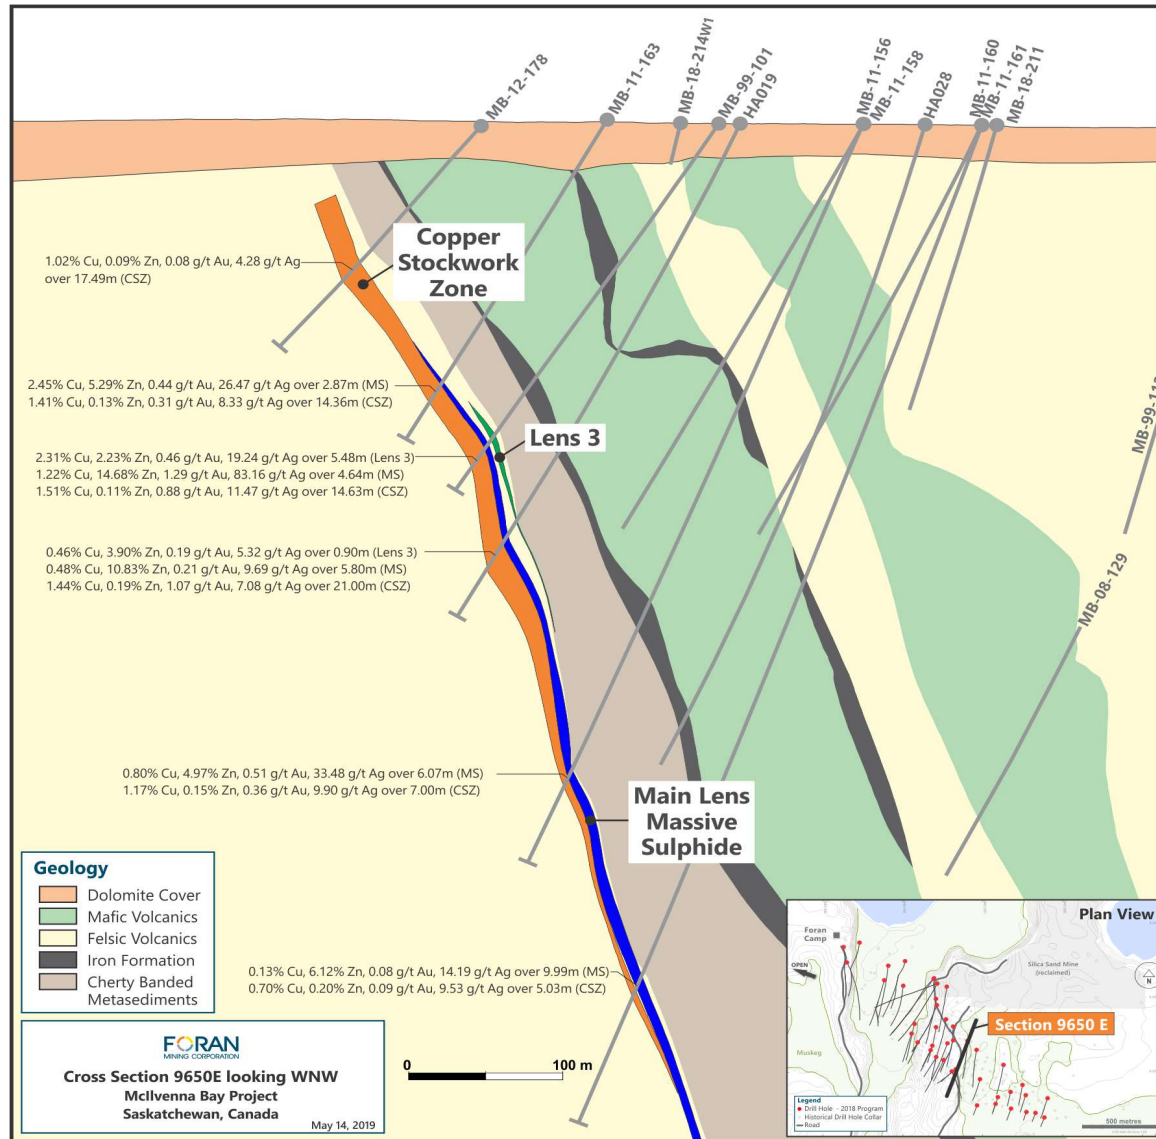 MB-12-178
MB-11-163
MB-18-214W1
MB-99-101
HA019
MB-11-156
MB-11-158
HA028
MB-11-160
MB-11-161
MB-18-211
Copper
Stockwork
Zone
1.02% Cu, 0.09% Zn, 0.08 g/t Au, 4.28 g/t Ag
over 17.49m (CSZ)
2.45% Cu, 5.29% Zn, 0.44 g/t Au, 26.47 g/t Ag over 2.87m (MS)
1.41% Cu, 0.13% Zn, 0.31 g/t Au, 8.33 g/t Ag over 14.36m (CSZ)
Lens 3
2.31% Cu, 2.23% Zn, 0.46 g/t Au, 19.24 g/t Ag over 5.48m (Lens 3)
1.22% Cu, 14.68% Zn, 1.29 g/t Au, 83.16 g/t Ag over 4.64m (MS)
1.51% Cu, 0.11% Zn, 0.88 g/t Au, 11.47 g/t Ag over 14.63m (CSZ)
0.46% Cu, 3.90% Zn, 0.19 g/t Au, 5.32 g/t Ag over 0.90m (Lens 3)
0.48% Cu, 10.83% Zn, 0.21 g/t Au, 9.69 g/t Ag over 5.80m (MS)
1.44% Cu, 0.19% Zn, 1.07 g/t Au, 7.08 g/t Ag over 21.00m (CSZ)
MB-08-129
0.80% Cu, 4.97% Zn, 0.51 g/t Au, 33.48 g/t Ag over 6.07m (MS)
1.17% Cu, 0.15% Zn, 0.36 g/t Au, 9.90 g/t Ag over 7.00m (CSZ)
Main Lens
Massive
Sulphide
0.13% Cu, 6.12% Zn, 0.08 g/t Au, 14.19 g/t Ag over 9.99m (MS)
0.70% Cu, 0.20% Zn, 0.09 g/t Au, 9.53 g/t Ag over 5.03m (CSZ)
Geology
Dolomite Cover
Mafic Volcanics
Felsic Volcanics
Iron Formation
Cherty Banded
Metasediments
FORAN
MINING CORPORATION
Cross Section 9650E looking WNW
McIlvenna Bay Project
Saskatchewan, Canada
May 14, 2019
0 100 m
Plan View
Foran
Camp
OPEN
Silica Sand Mine
(reclaimed)
N
Section 9650 E
Muskeg
Legend
Drill Hole - 2018 Program
Historical Drill Hole Collar
Road
500 metres